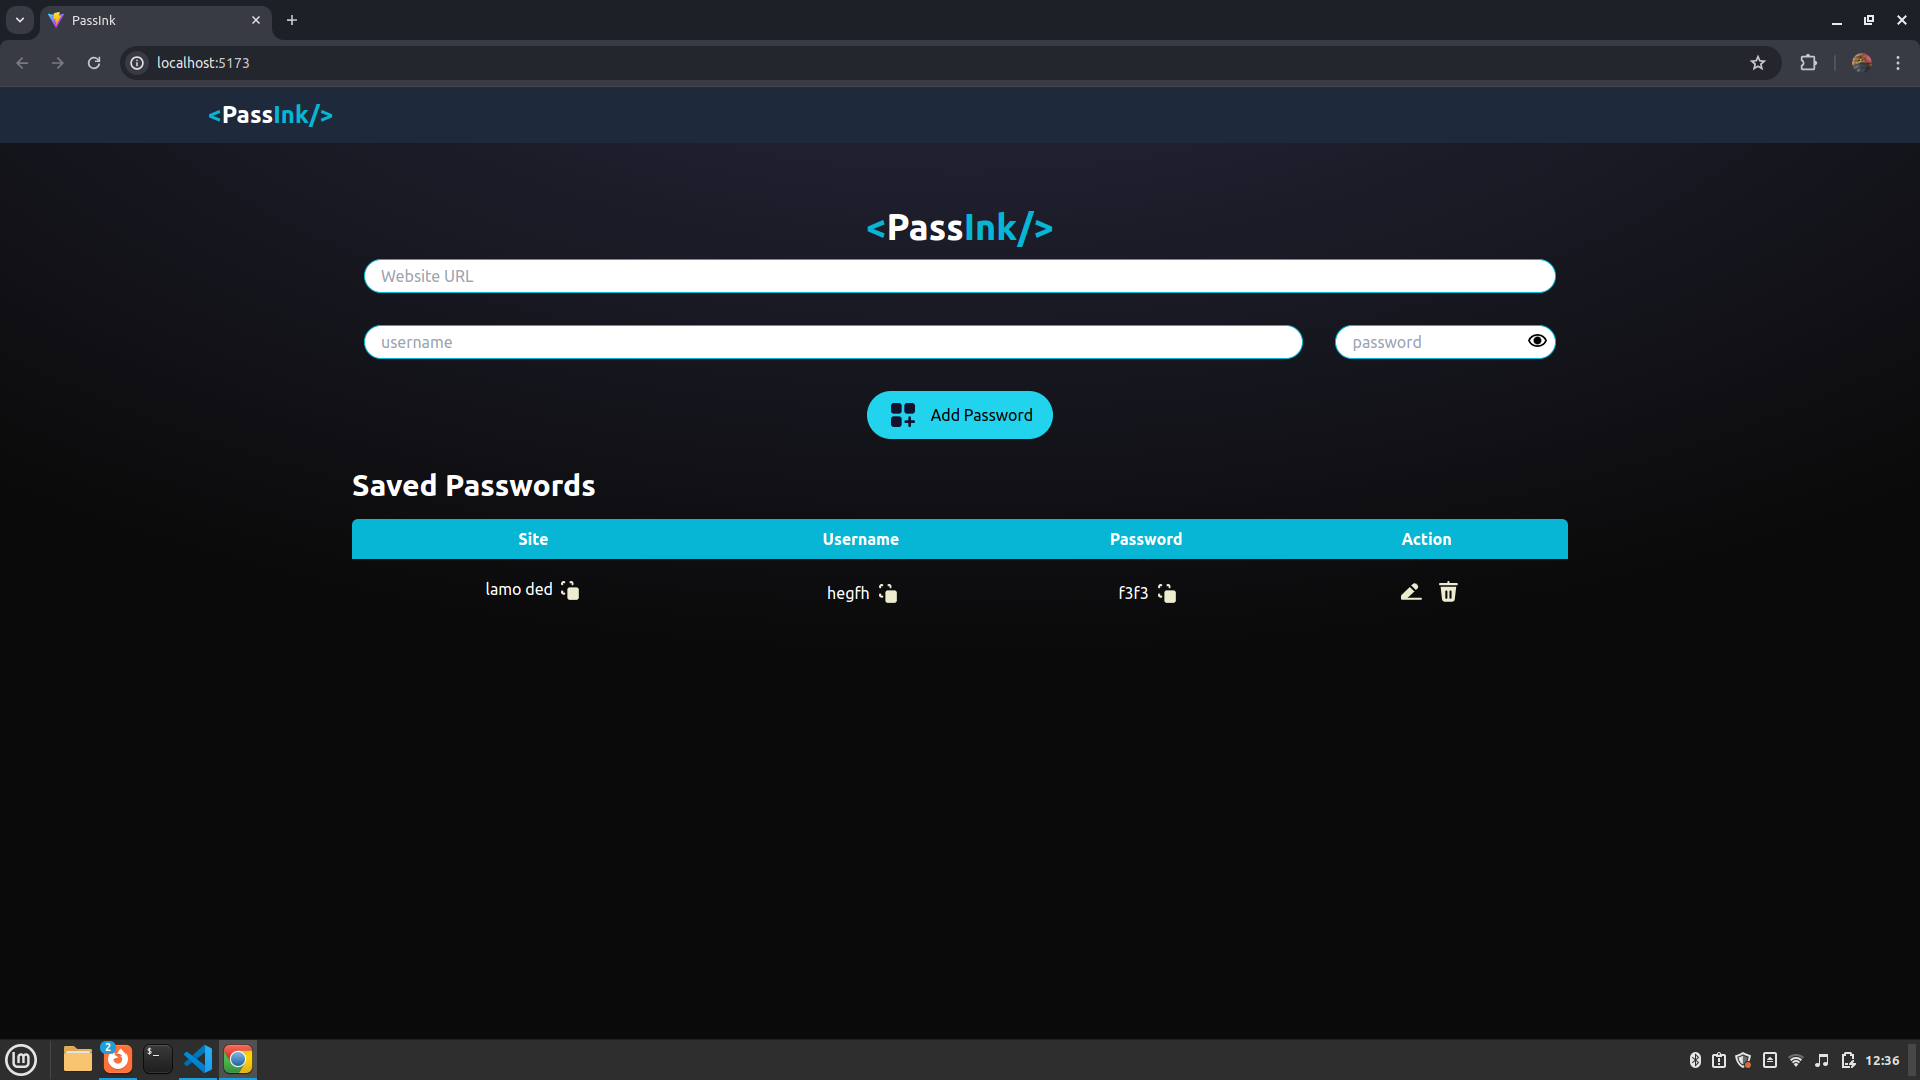 PassInk
localhost:5173
<PassInk/>
<PassInk/>
Website URL
username
password
Add Password
Saved Passwords
Site Username Password Action
lamo ded hegfh f3f3
2
$_
lm
12:36